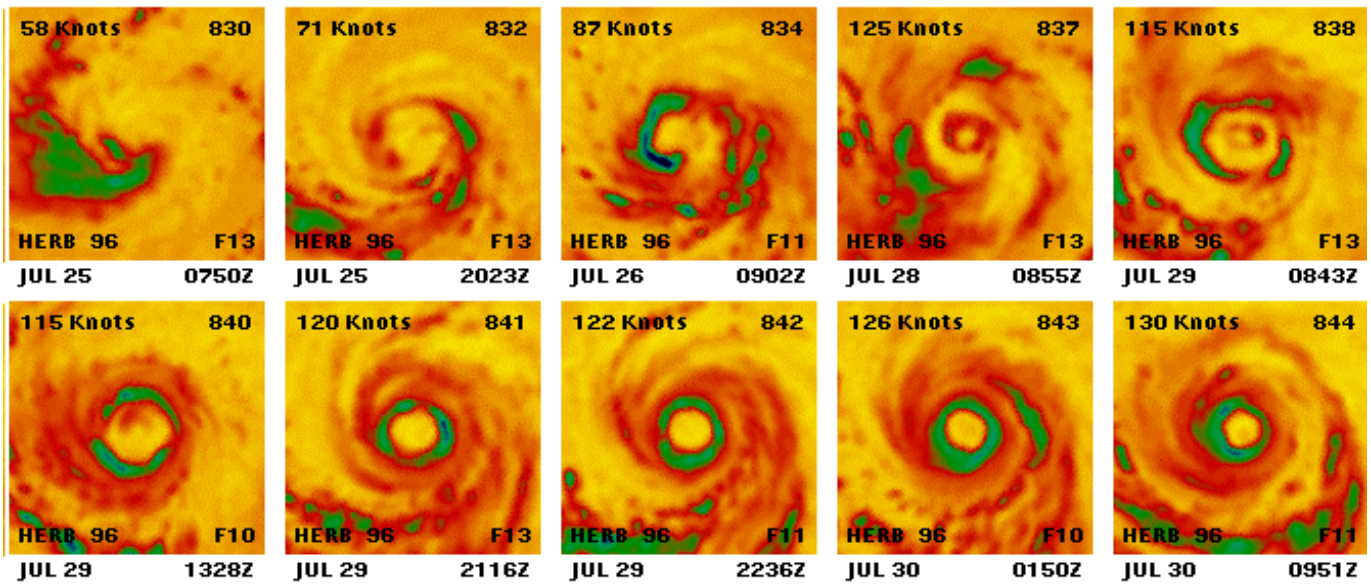 58 Knots 830
71 Knots 832
87 Knots 834
125 Knots 837
115 Knots 838
HERB 96 F13
HERB 96 F13
HERB 96 F11
HERB 96 F13
HERB 96 F13
JUL 25 0750Z
JUL 25 2023Z
JUL 26 0902Z
JUL 28 0855Z
JUL 29 0843Z
115 Knots 840
120 Knots 841
122 Knots 842
126 Knots 843
130 Knots 844
HERB 96 F10
HERB 96 F13
HERB 96 F11
HERB 96 F10
HERB 96 F11
JUL 29 1328Z
JUL 29 2116Z
JUL 29 2236Z
JUL 30 0150Z
JUL 30 0951Z